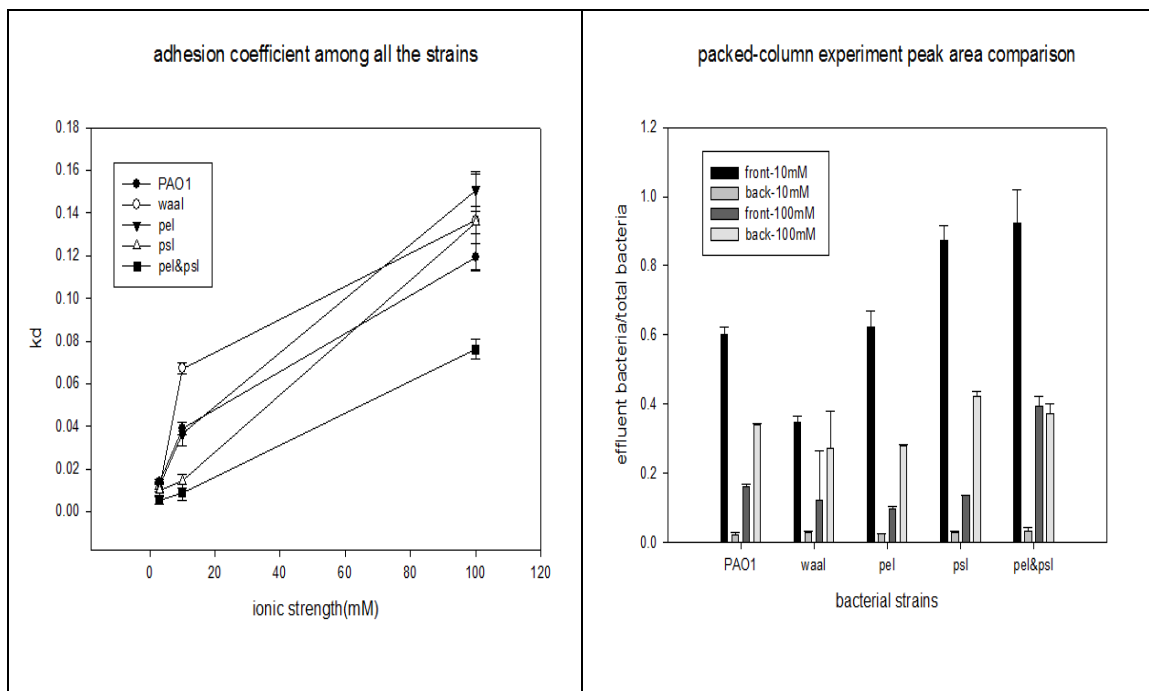 adhesion coefficient among all the strains
kd
0.18
0.16
0.14
0.12
0.10
0.08
0.06
0.04
0.02
0.00
PAO1
waal
pel
psl
pel&psl
0 20 40 60 80 100 120
ionic strength(mM)
packed-column experiment peak area comparison
effluent bacteria/total bacteria
1.2
1.0
0.8
0.6
0.4
0.2
0.0
front-10mM
back-10mM
front-100mM
back-100mM
PAO1 waal pel psl pel&psl
bacterial strains